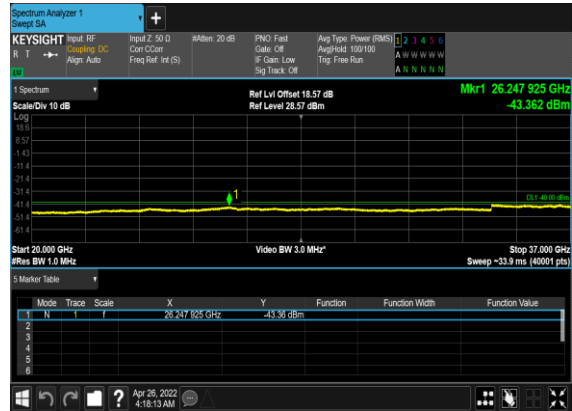 Spectrum Analyzer 1
Swept SA
+
KEYSIGHT Input: RF Input Z: 50 Ω #Atten: 20 dB PNO: Fast Avg Type: Power (RMS) 1 2 3 4 5 6
R T Coupling: DC Corr CCorr Gate: Off Avg|Hold: 100/100 A W W W W W
Align: Auto Freq Ref: Int (S) IF Gain: Low Trig: Free Run
Sig Track: Off A N N N N N
1 Spectrum
Ref Lvl Offset 18.57 dB Mkr1 26.247 925 GHz
Scale/Div 10 dB Ref Level 28.57 dBm -43.362 dBm
Log
18.6
8.57
-1.43
-11.4
-21.4
-31.4
1
DL1 -40.00 dBm
-41.4
-51.4
-61.4
Start 20.000 GHz Video BW 3.0 MHz* Stop 37.000 GHz
#Res BW 1.0 MHz Sweep ~33.9 ms (40001 pts)
5 Marker Table
Mode Trace Scale X Y Function Function Width Function Value
1 N 1 f 26.247 925 GHz -43.36 dBm
2
3
4
5
6
? Apr 26, 2022
4:18:13 AM